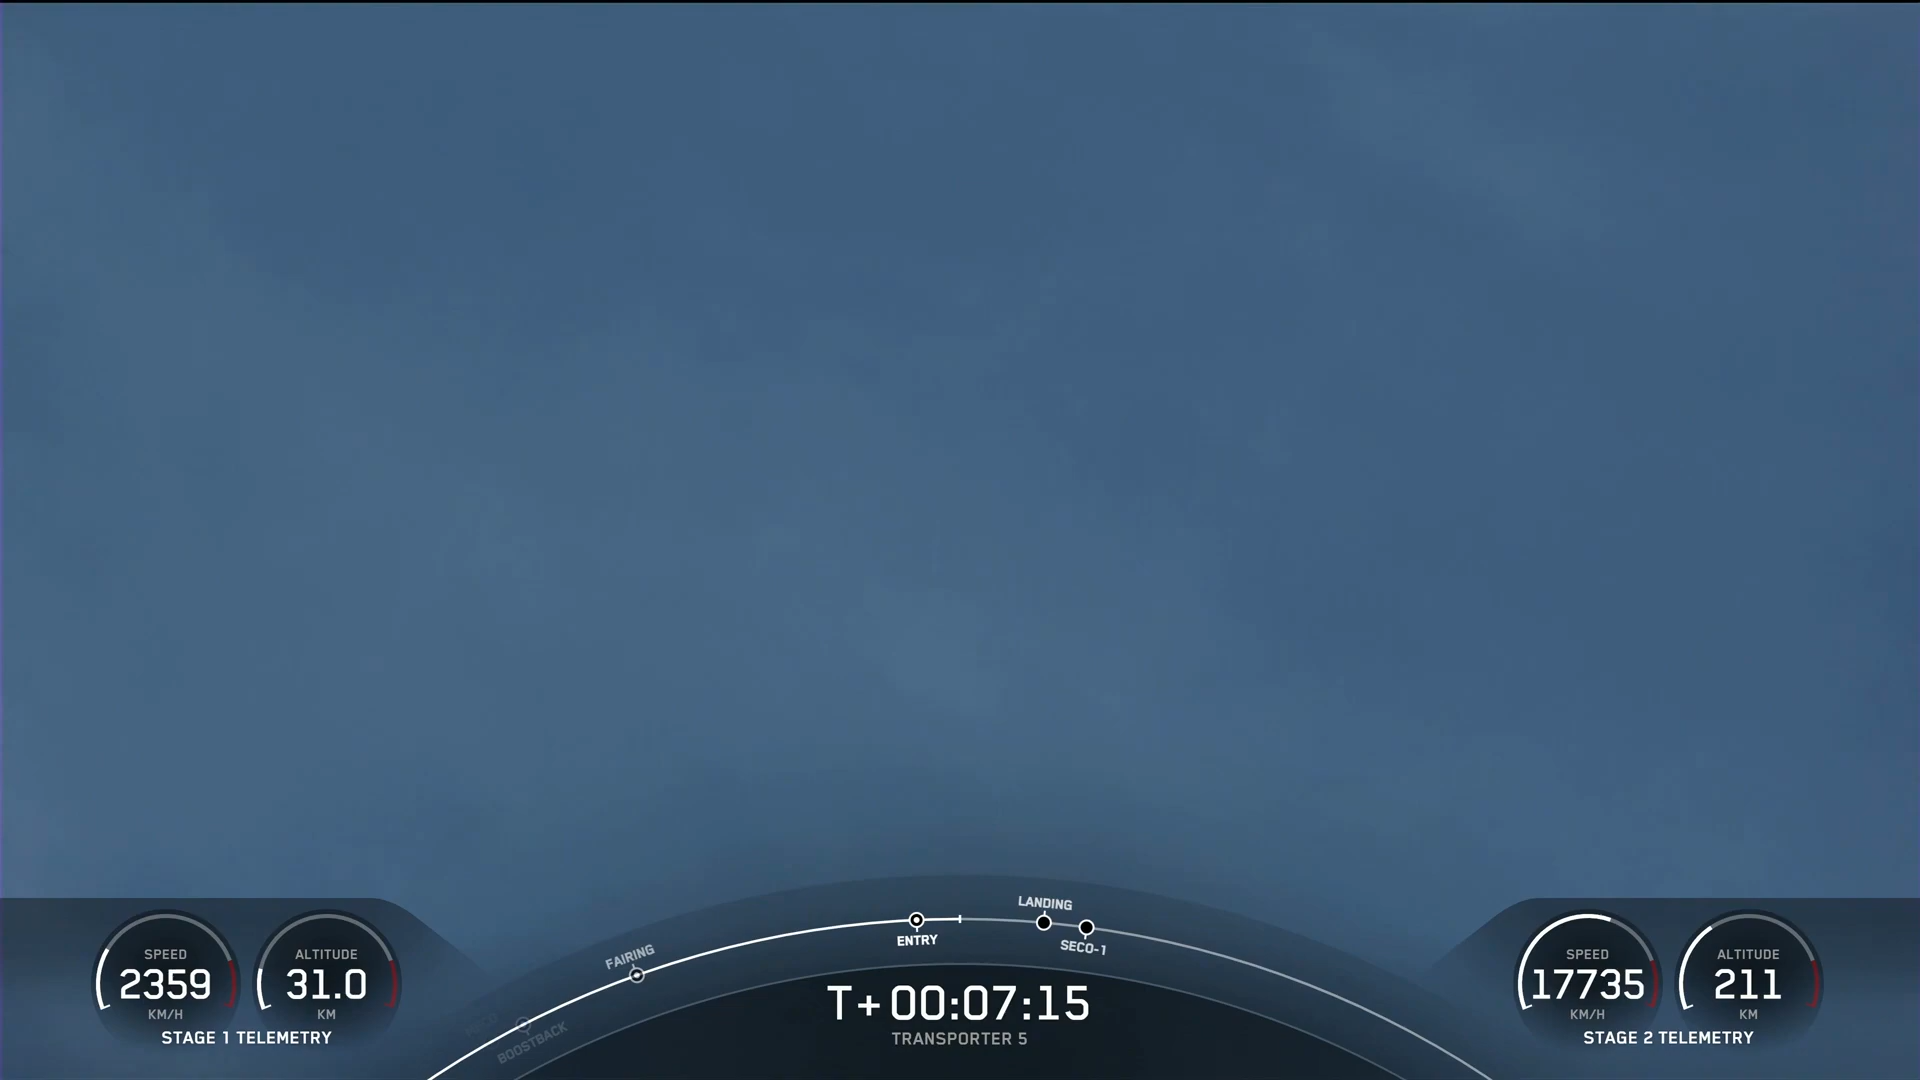 LANDING
ENTRY
SECO-1
FAIRING
BOOSTBACK
SPEED
2359
KM/H
ALTITUDE
31.0
KM
STAGE 1 TELEMETRY
T+00:07:15
TRANSPORTER 5
SPEED
17735
KM/H
ALTITUDE
211
KM
STAGE 2 TELEMETRY